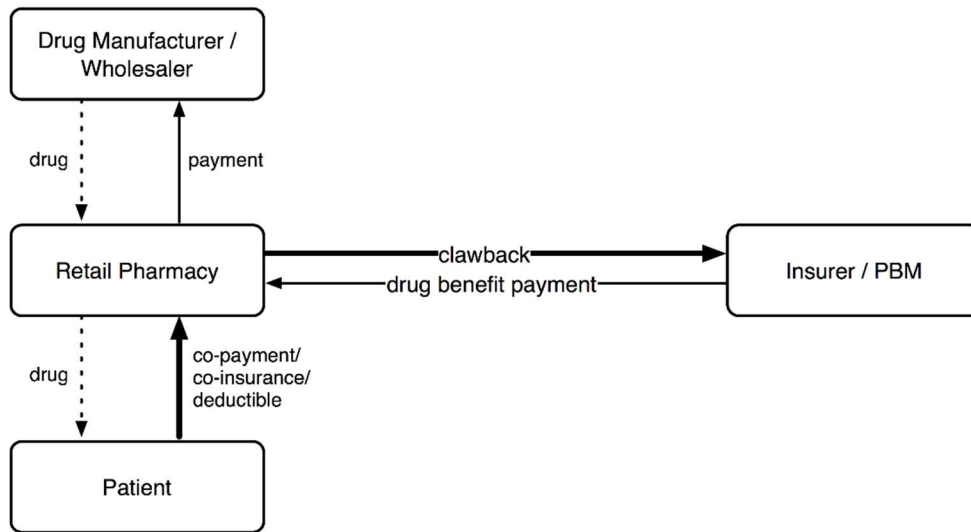 Drug Manufacturer /
Wholesaler
drug
payment
Retail Pharmacy
clawback
drug benefit payment
Insurer / PBM
drug
co-payment/
co-insurance/
deductible
Patient